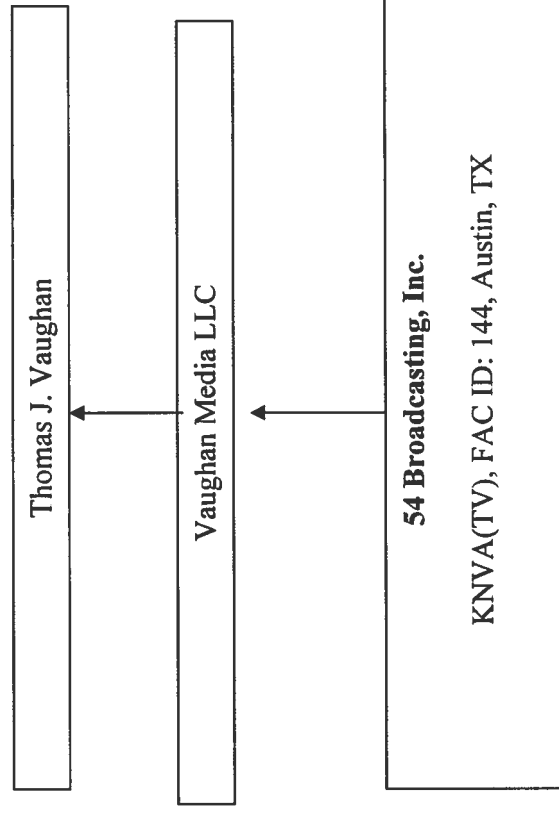 Thomas J. Vaughan
Vaughan Media LLC
54 Broadcasting, Inc.
KNVA(TV), FAC ID: 144, Austin, TX